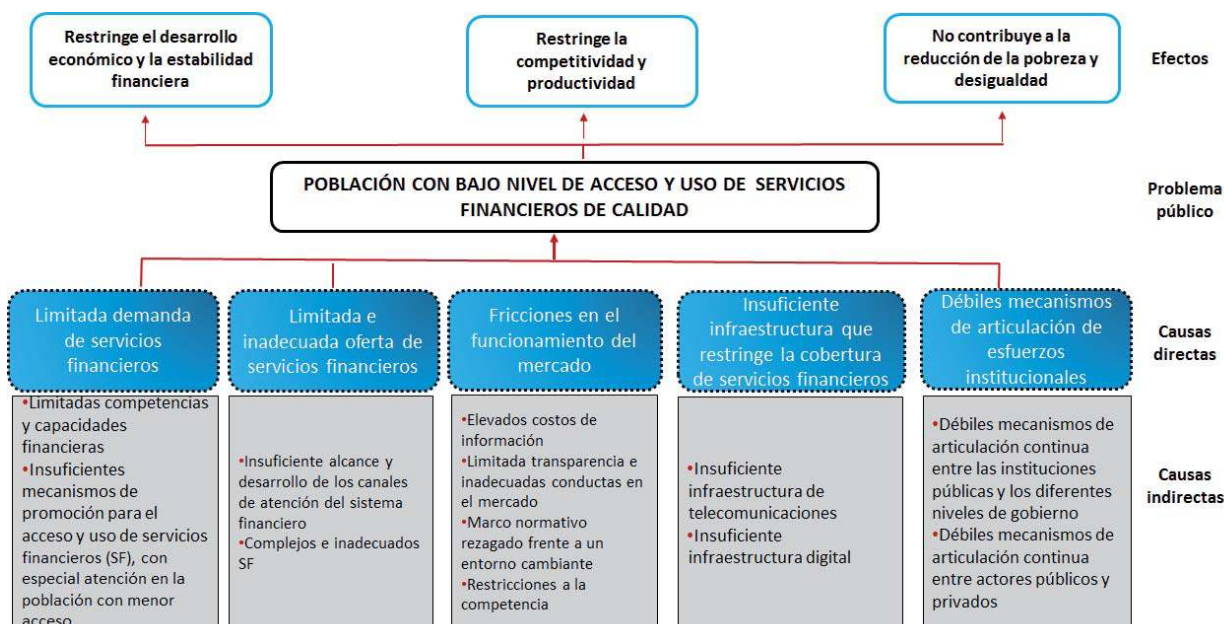 Restringe el desarrollo
económico y la estabilidad
financiera
Restringe la
competitividad y
productividad
No contribuye a la
reducción de la pobreza y
desigualdad
Efectos
POBLACIÓN CON BAJO NIVEL DE ACCESO Y USO DE SERVICIOS
FINANCIEROS DE CALIDAD
Problema
público
Limitada demanda
de servicios
financieros
Limitada e
inadecuada oferta de
servicios financieros
Fricciones en el
funcionamiento del
mercado
Insuficiente
infraestructura que
restringe la cobertura
de servicios financieros
Débiles mecanismos
de articulación de
esfuerzos
institucionales
Causas
directas
•Limitadas competencias
y capacidades
financieras
•Insuficientes
mecanismos de
promoción para el
acceso y uso de servicios
financieros (SF), con
especial atención en la
población con menor
acceso
•Insuficiente alcance y
desarrollo de los canales
de atención del sistema
financiero
•Complejos e inadecuados
SF
•Elevados costos de
información
•Limitada transparencia e
inadecuadas conductas en
el mercado
•Marco normativo
rezagado frente a un
entorno cambiante
•Restricciones a la
competencia
•Insuficiente
infraestructura de
telecomunicaciones
•Insuficiente
infraestructura digital
•Débiles mecanismos de
articulación continua
entre las instituciones
públicas y los diferentes
niveles de gobierno
•Débiles mecanismos de
articulación continua
entre actores públicos y
privados
Causas
indirectas